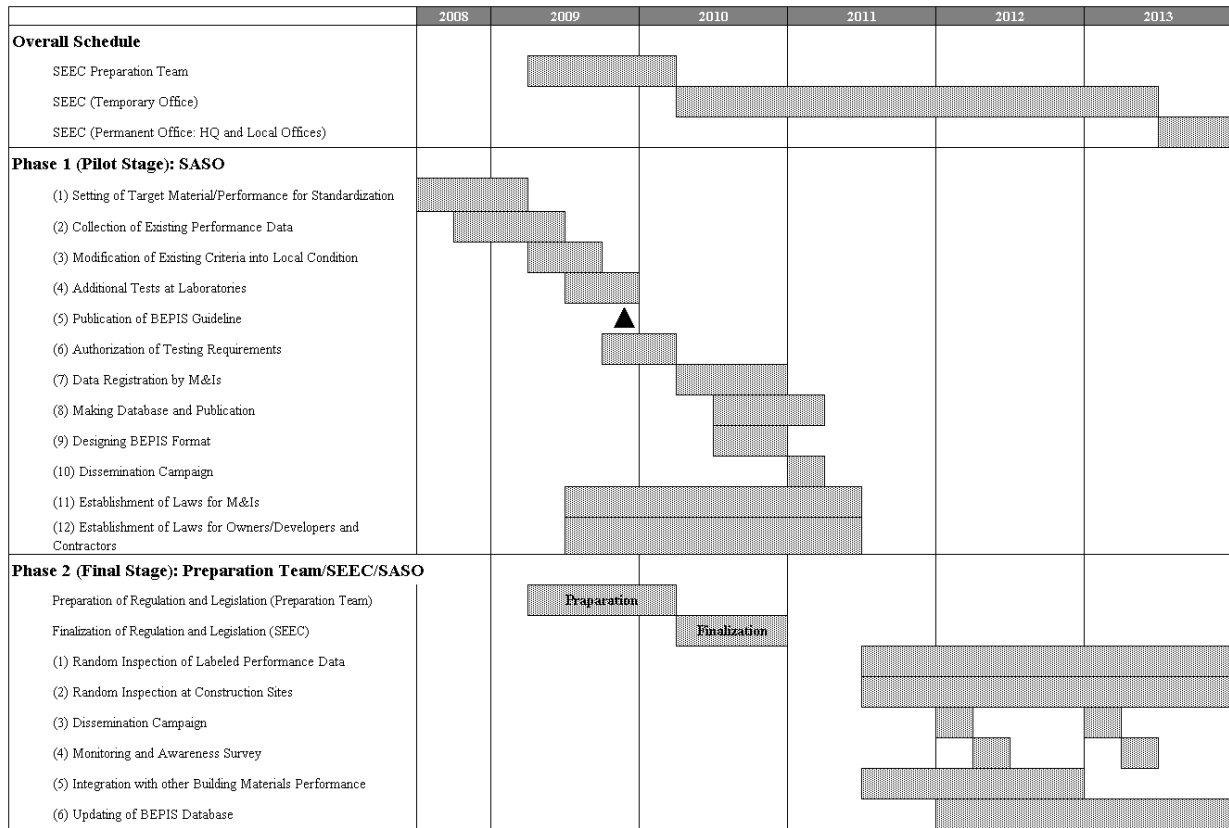 2008 2009 2010 2011 2012 2013
Overall Schedule
SEEC Preparation Team
SEEC (Temporary Office)
SEEC (Permanent Office: HQ and Local Offices)
Phase 1 (Pilot Stage): SASO
(1) Setting of Target Material/Performance for Standardization
(2) Collection of Existing Performance Data
(3) Modification of Existing Criteria into Local Condition
(4) Additional Tests at Laboratories
(5) Publication of BEPIS Guideline
(6) Authorization of Testing Requirements
(7) Data Registration by M&Is
(8) Making Database and Publication
(9) Designing BEPIS Format
(10) Dissemination Campaign
(11) Establishment of Laws for M&Is
(12) Establishment of Laws for Owners/Developers and
Contractors
Phase 2 (Final Stage): Preparation Team/SEEC/SASO
Preparation of Regulation and Legislation (Preparation Team) Praparation
Finalization of Regulation and Legislation (SEEC) Finalization
(1) Random Inspection of Labeled Performance Data
(2) Random Inspection at Construction Sites
(3) Dissemination Campaign
(4) Monitoring and Awareness Survey
(5) Integration with other Building Materials Performance
(6) Updating of BEPIS Database